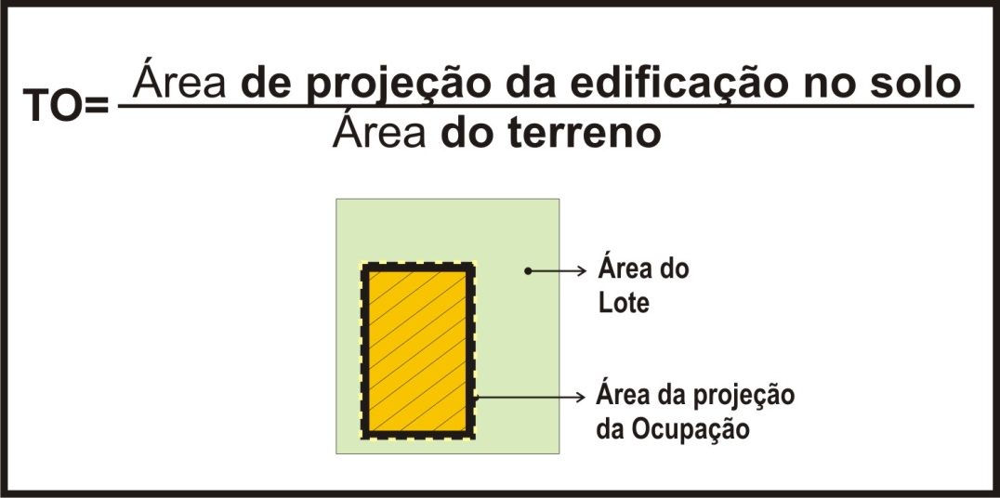 TO=
Área de projeção da edificação no solo
Área do terreno
Área do
Lote
Área da projeção
da Ocupação